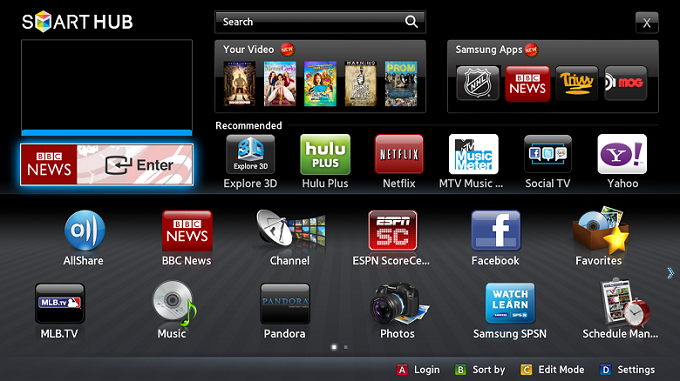 SMART HUB
Search
X
Your Video NEW
Samsung Apps NEW
WARNING
PROM
NHL
BBC
NEWS
MOG
Recommended
BBC
NEWS
Enter
3D
Explore 3D
hulu
PLUS
Hulu Plus
NETFLIX
Netflix
MTV
Music
Meter
MTV Music ...
Social TV
Y!
Yahoo
AllShare
BBC
NEWS
BBC News
Channel
ESPN
SC
ESPN ScoreCe...
f
Facebook
Favorites
MLB.TV
MLB.TV
Music
PANDORA
Pandora
Photos
WATCH
LEARN
SPS
Samsung SPSN
Schedule Man...
A Login
B Sort by
C Edit Mode
D Settings